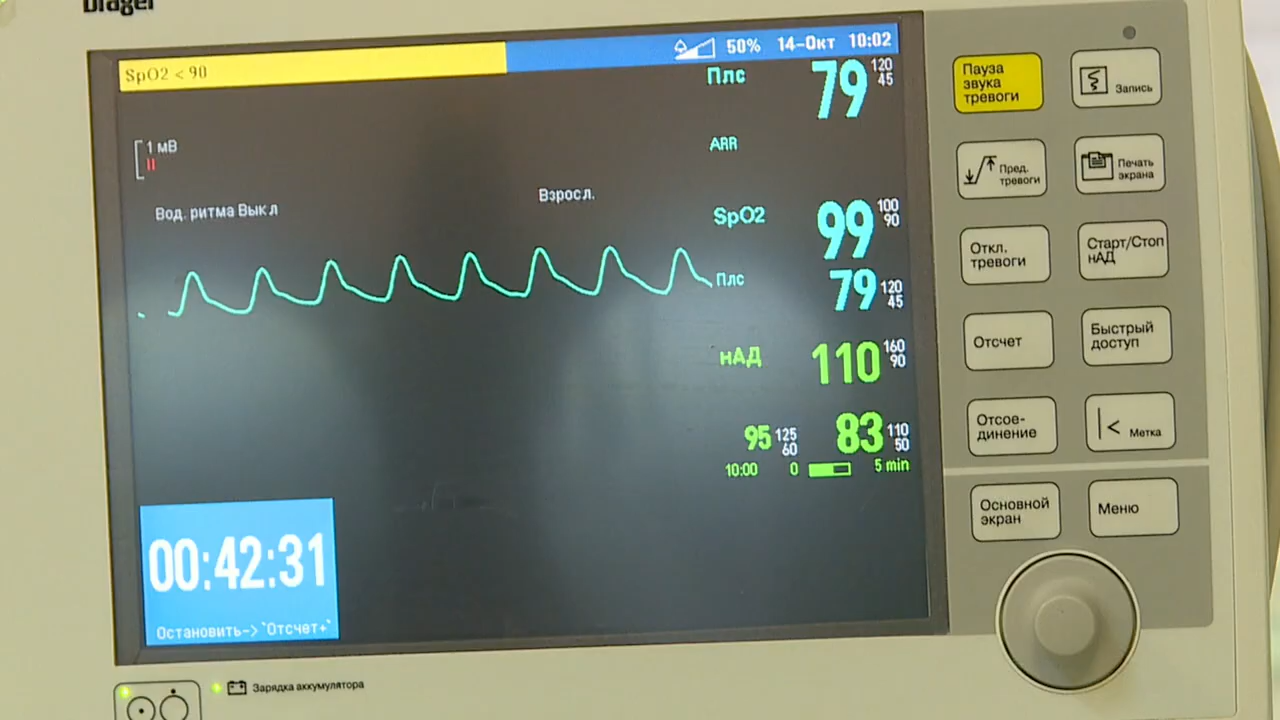 Dräger
SpO2 < 90
50% 14-Окт 10:02
Плс 79 120 45
1 мВ
II
ARR
Вод. ритма Выкл
Взросл.
SpO2 99 100 90
Плс 79 120 45
нАД 110 160 90
95 125 60 83 110 50
10:00 0 5 min
00:42:31
Остановить->`Отсчет+`
Зарядка аккумулятора
Пауза
звука
тревоги
Запись
Пред.
тревоги
Печать
экрана
Откл.
тревоги
Старт/Стоп
нАД
Отсчет
Быстрый
доступ
Отсое-
динение
Метка
Основной
экран
Меню